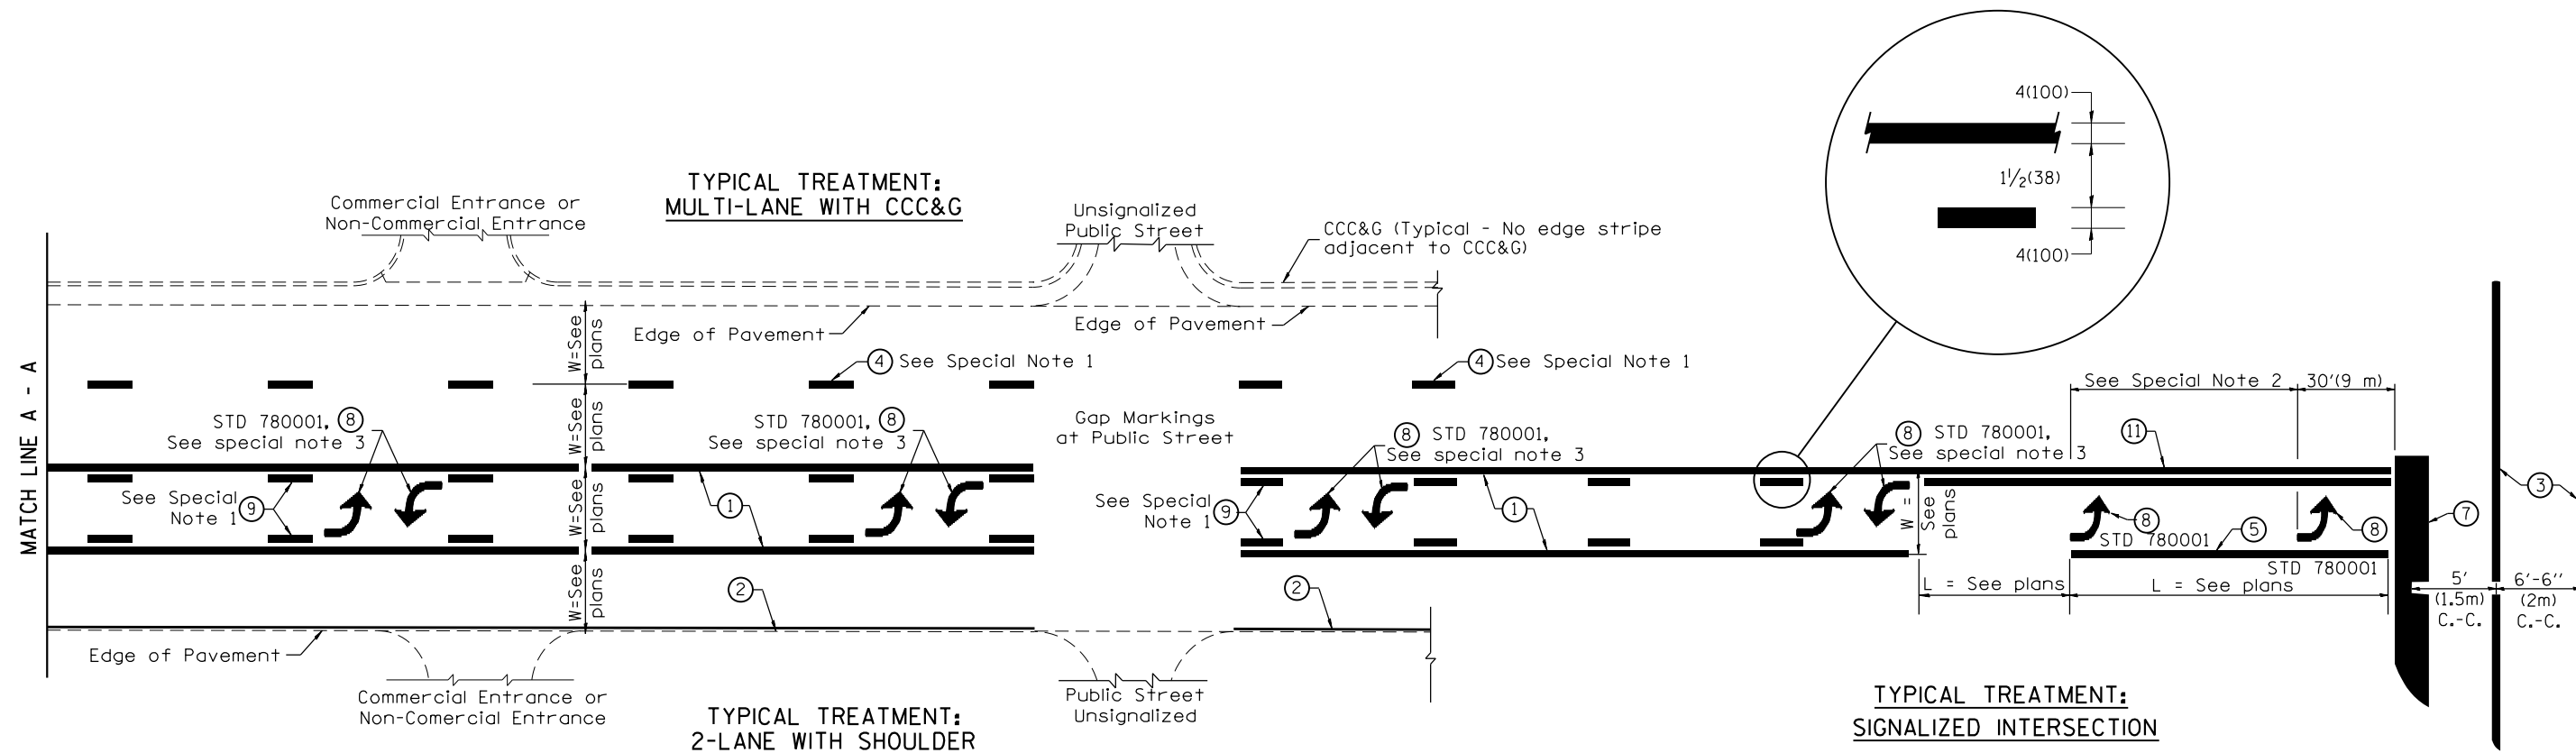 TYPICAL TREATMENT:
MULTI-LANE WITH CCC&G
Commercial Entrance or
Non-Commercial Entrance
Unsignalized
Public Street
CCC&G (Typical - No edge stripe
adjacent to CCC&G)
4(100)
1 1/2(38)
4(100)
MATCH LINE A - A
W=See
plans
Edge of Pavement
Edge of Pavement
4 See Special Note 1
4 See Special Note 1
W=See
plans
STD 780001, 8
See special note 3
STD 780001, 8
See special note 3
Gap Markings
at Public Street
8 STD 780001,
See special note 3
8 STD 780001,
See special note 3
See Special Note 2
30'(9 m)
11
See Special
Note 1
9
W=See
plans
1
See Special
Note 1
9
1
W =
See
plans
8
STD 780001
5
8
STD 780001
7
3
W=See
plans
2
2
L = See plans
L = See plans
5'
(1.5m)
C.-C.
6'-6''
(2m)
C.-C.
Edge of Pavement
Commercial Entrance or
Non-Comercial Entrance
Public Street
Unsignalized
TYPICAL TREATMENT:
2-LANE WITH SHOULDER
TYPICAL TREATMENT:
SIGNALIZED INTERSECTION